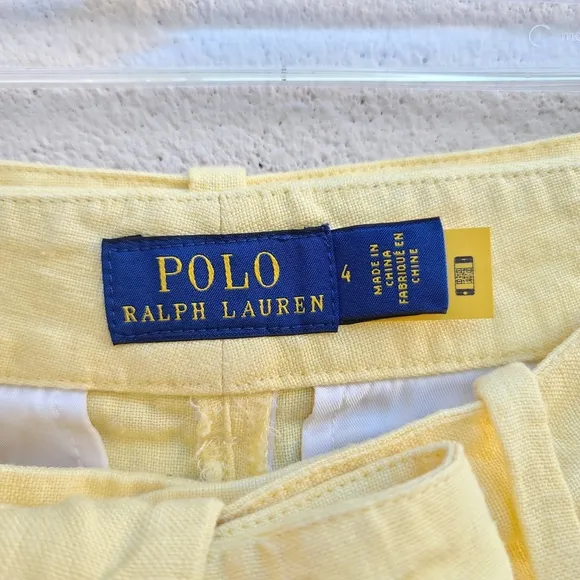 POLO
RALPH LAUREN
4
MADE IN
CHINA
FABRIQUÉ EN
CHINE